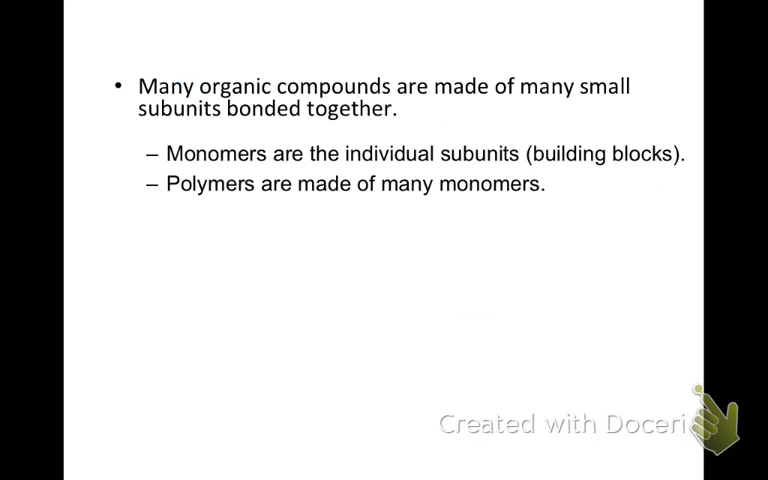 • Many organic compounds are made of many small
subunits bonded together.
– Monomers are the individual subunits (building blocks).
– Polymers are made of many monomers.
Created with Doceri